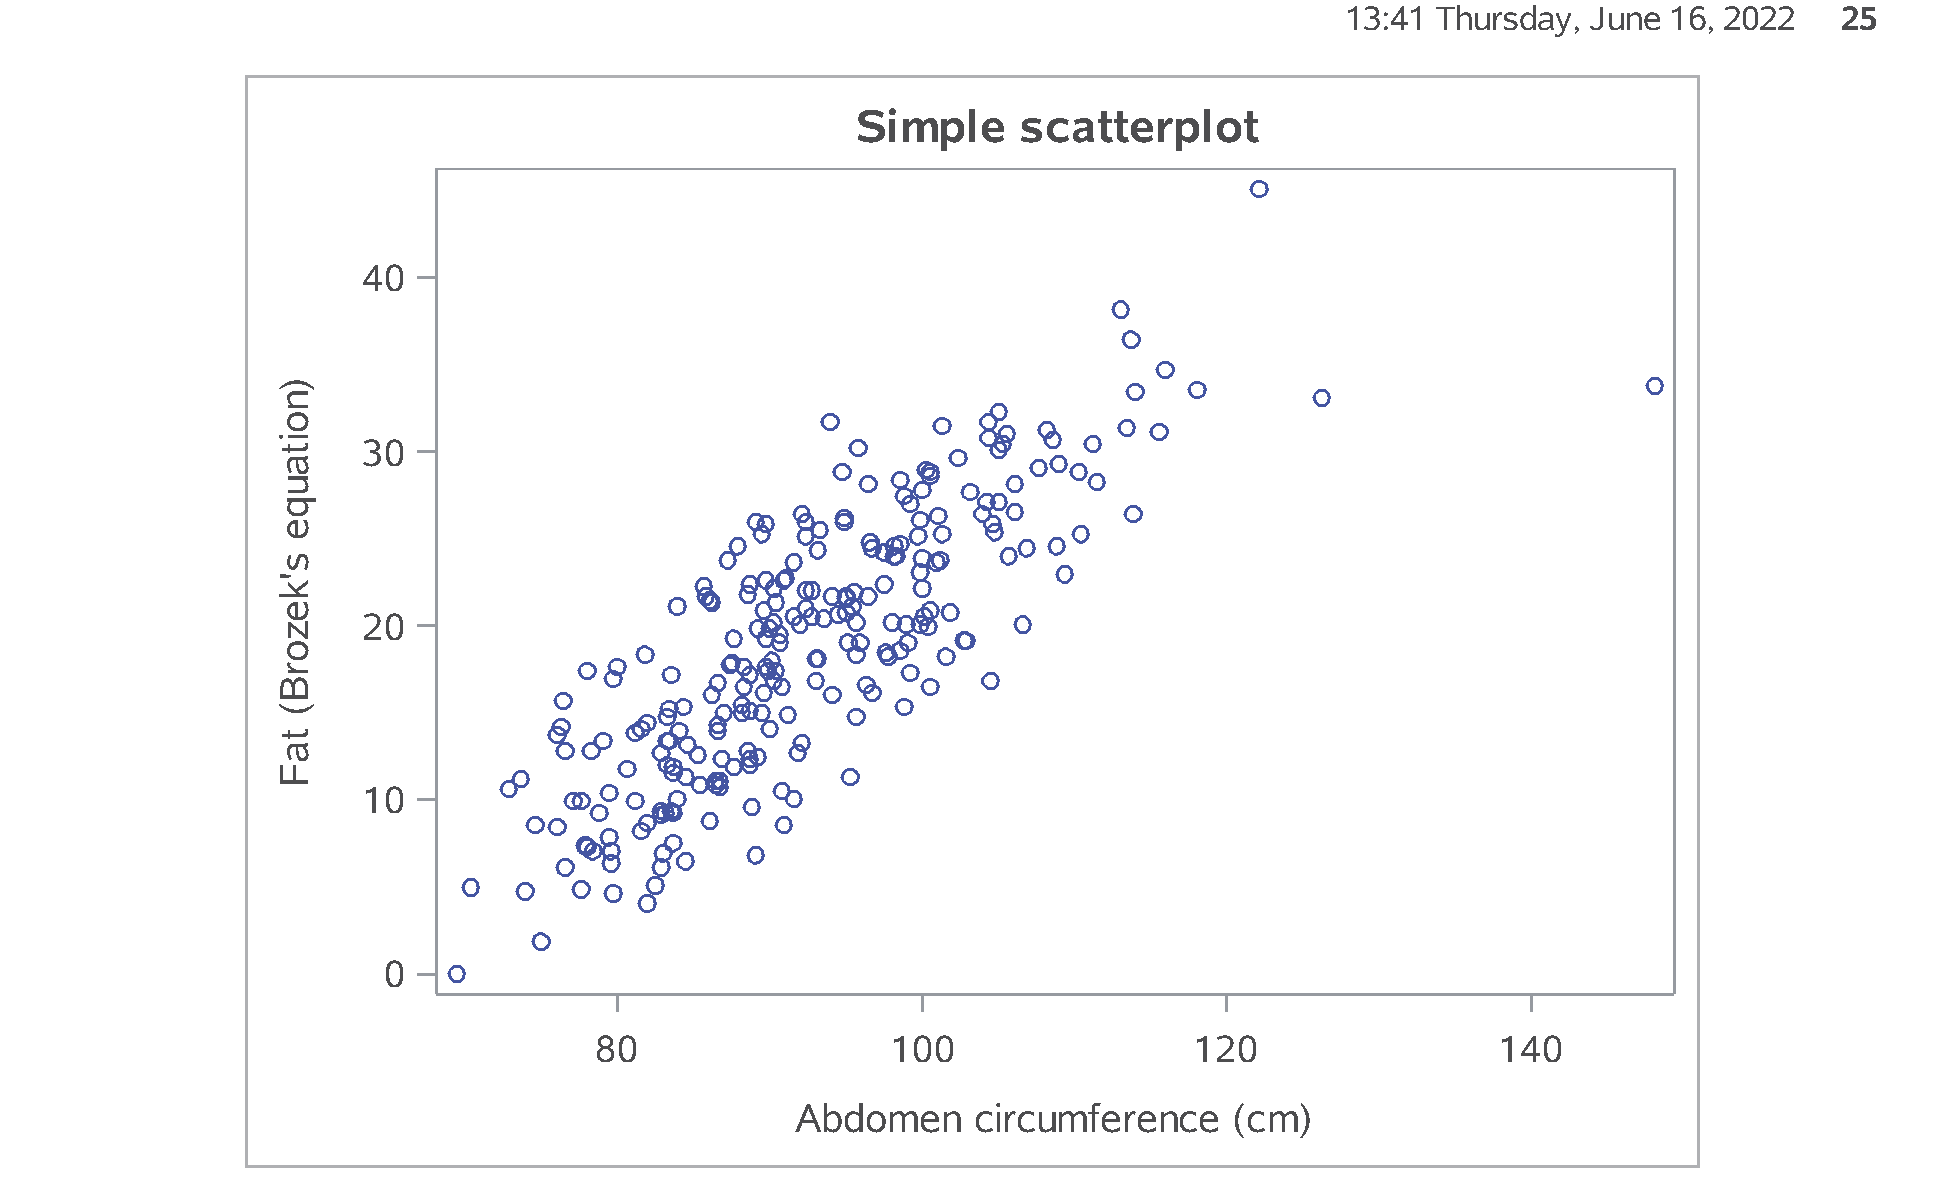 13:41 Thursday, June 16, 2022 25
Simple scatterplot
Fat (Brozek's equation)
40
30
20
10
0
80 100 120 140
Abdomen circumference (cm)